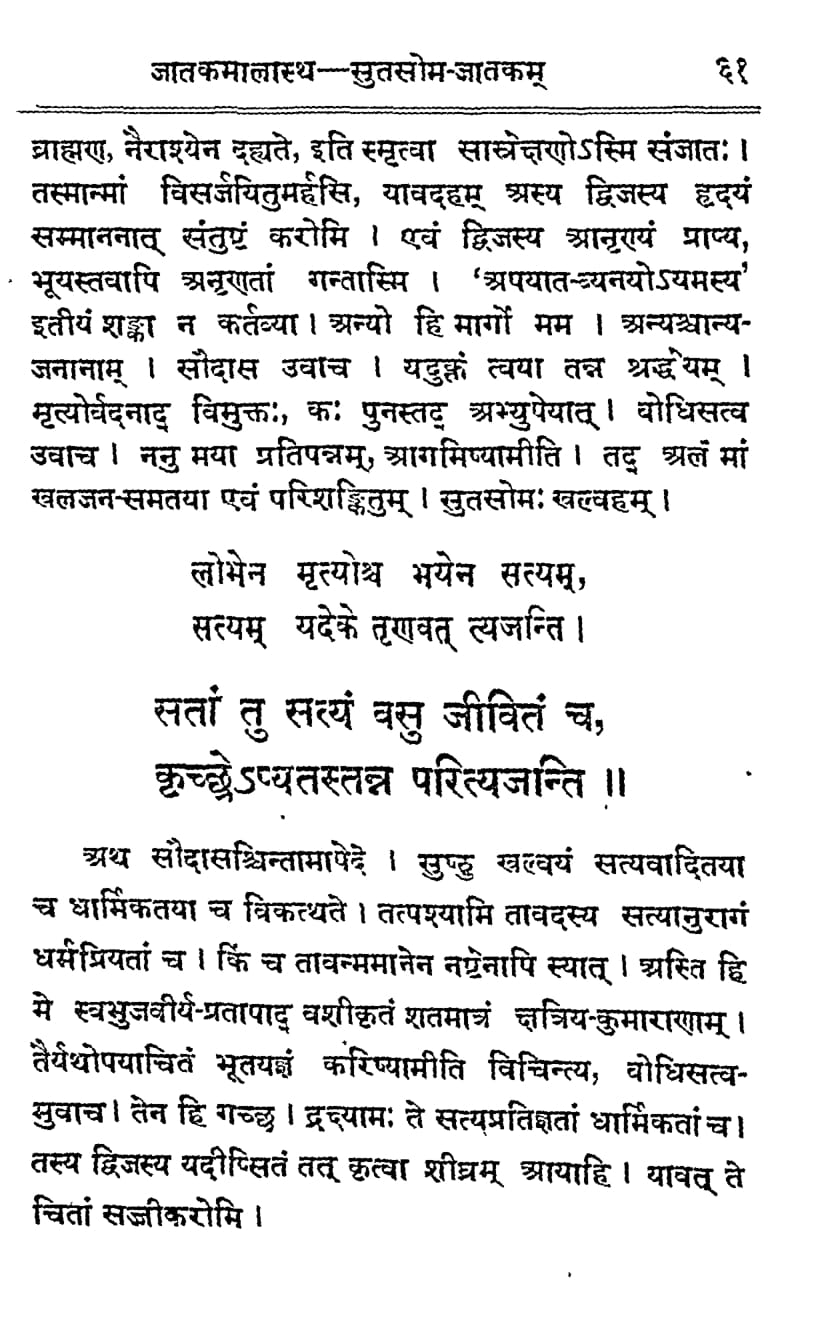 जातकमालास्थ—सुतसोम-जातकम् ६१
ब्राह्मण, नैराश्येन दह्यते, इति स्मृत्वा सास्रेक्षणोऽस्मि संजातः।
तस्मान्मां विसर्जयितुमर्हसि, यावदहम् अस्य द्विजस्य हृदयं
सम्माननात् संतुष्टं करोमि । एवं द्विजस्य आनृण्यं प्राप्य,
भूयस्तवापि अनृणतां गन्तास्मि । ‘अपयात-व्यनयोऽयमस्य’
इतीयं शङ्का न कर्तव्या। अन्यो हि मार्गो मम । अन्यश्चान्य-
जनानाम् । सौदास उवाच । यदुक्तं त्वया तन्न श्रद्धेयम् ।
मृत्योर्वदनाद् विमुक्तः, कः पुनस्तद् अभ्युपेयात्। बोधिसत्व
उवाच । ननु मया प्रतिपन्नम्, आगमिष्यामीति । तद् अलं मां
खलजन-समतया एवं परिशङ्कितुम् । सुतसोमः खल्वहम् ।
लोभेन मृत्योश्च भयेन सत्यम्,
सत्यम् यदेके तृणवत् त्यजन्ति ।
सतां तु सत्यं वसु जीवितं च,
कृच्छ्रेऽप्यतस्तन्न परित्यजन्ति ॥
अथ सौदासश्चिन्तामापेदे । सुष्ठु खल्वयं सत्यवादितया
च धार्मिकतया च विकत्थते । तत्पश्यामि तावदस्य सत्यानुरागं
धर्मप्रियतां च । किं च तावन्ममानेन नष्टेनापि स्यात् । अस्ति हि
मे स्वभुजवीर्य-प्रतापाद् वशीकृतं शतमात्रं क्षत्रिय-कुमाराणाम् ।
तैर्यथोपयाचितं भूतयज्ञं करिष्यामीति विचिन्त्य, बोधिसत्व-
मुवाच। तेन हि गच्छ । द्रक्ष्यामः ते सत्यप्रतिज्ञतां धार्मिकतां च।
तस्य द्विजस्य यदीप्सितं तत् कृत्वा शीघ्रम् आयाहि । यावत् ते
चितां सज्जीकरोमि ।